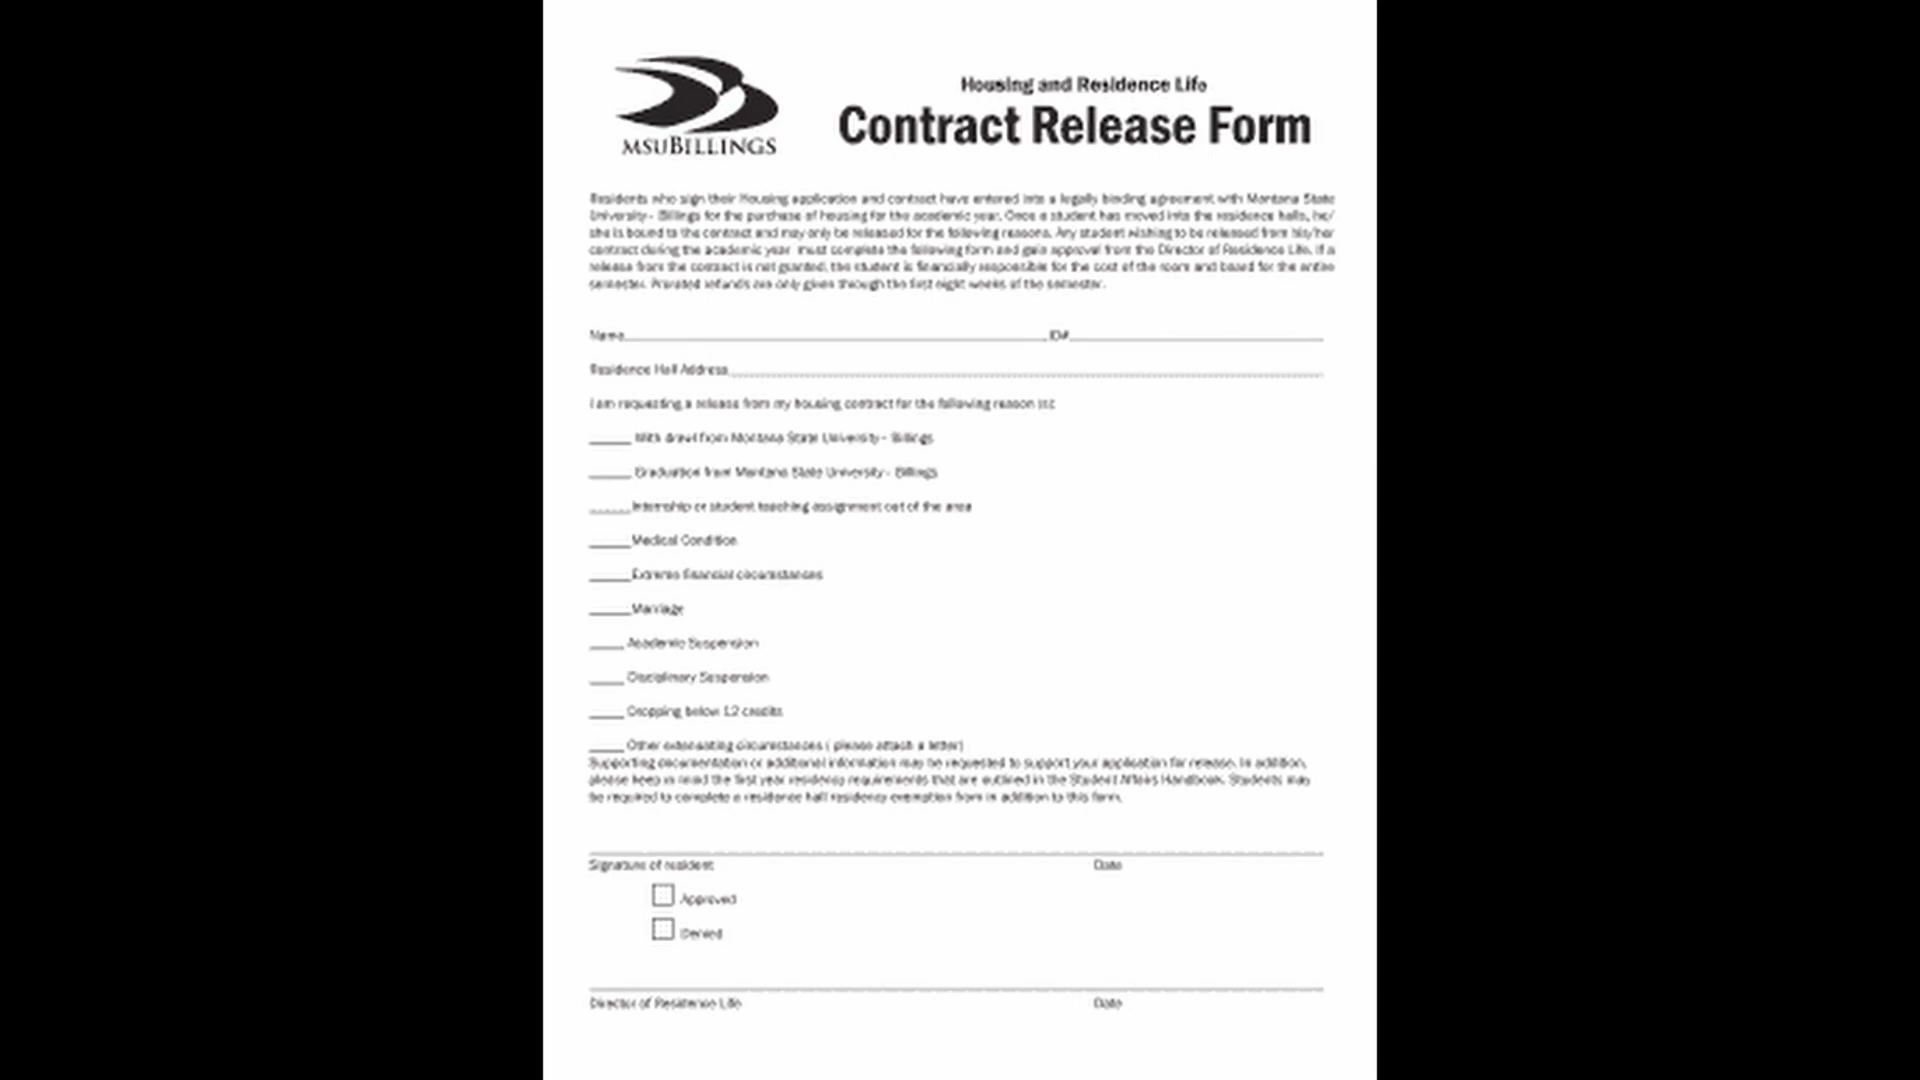 MSUBILLINGS
Housing and Residence Life
Contract Release Form
Residents who sign their Housing application and contract have entered into a legally binding agreement with Montana State
University - Billings for the purchase of housing for the academic year. Once a student has moved into the residence halls, he/
she is bound to the contract and may only be released for the following reasons. Any student wishing to be released from his/her
contract during the academic year must complete the following form and gain approval from the Director of Residence Life. If a
release from the contract is not granted, the student is financially responsible for the cost of the room and board for the entire
semester. Prorated refunds are only given through the first eight weeks of the semester.
Name ID#
Residence Hall Address
I am requesting a release from my housing contract for the following reason (s):
With drawl from Montana State University - Billings
Graduation from Montana State University - Billings
Internship or student teaching assignment out of the area
Medical Condition
Extreme financial circumstances
Marriage
Academic Suspension
Disciplinary Suspension
Dropping below 12 credits
Other extenuating circumstances ( please attach a letter)
Supporting documentation or additional information may be requested to support your application for release. In addition,
please keep in mind the first year residency requirements that are outlined in the Student Affairs Handbook. Students may
be required to complete a residence hall residency exemption from in addition to this form.
Signature of resident Date
Approved
Denied
Director of Residence Life Date